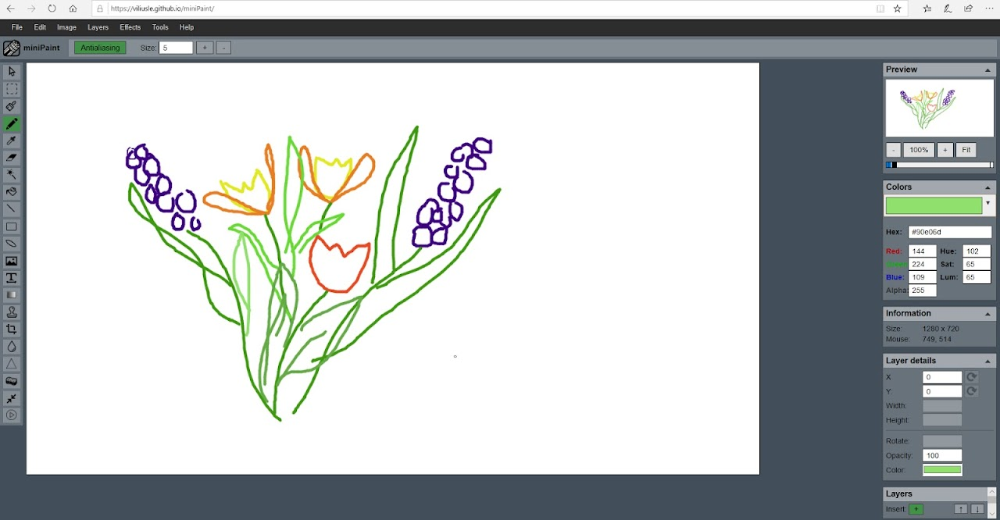 https://viliusle.github.io/miniPaint/
File Edit Image Layers Effects Tools Help
miniPaint Antialiasing Size: 5 + -
Preview
- 100% + Fit
Colors
Hex: #90e06d
Red: 144 Hue: 102
Green: 224 Sat: 65
Blue: 109 Lum: 65
Alpha: 255
Information
Size: 1280 x 720
Mouse: 749, 514
Layer details
X 0
Y: 0
Width:
Height:
Rotate:
Opacity: 100
Color:
Layers
Insert: + ↑ ↓